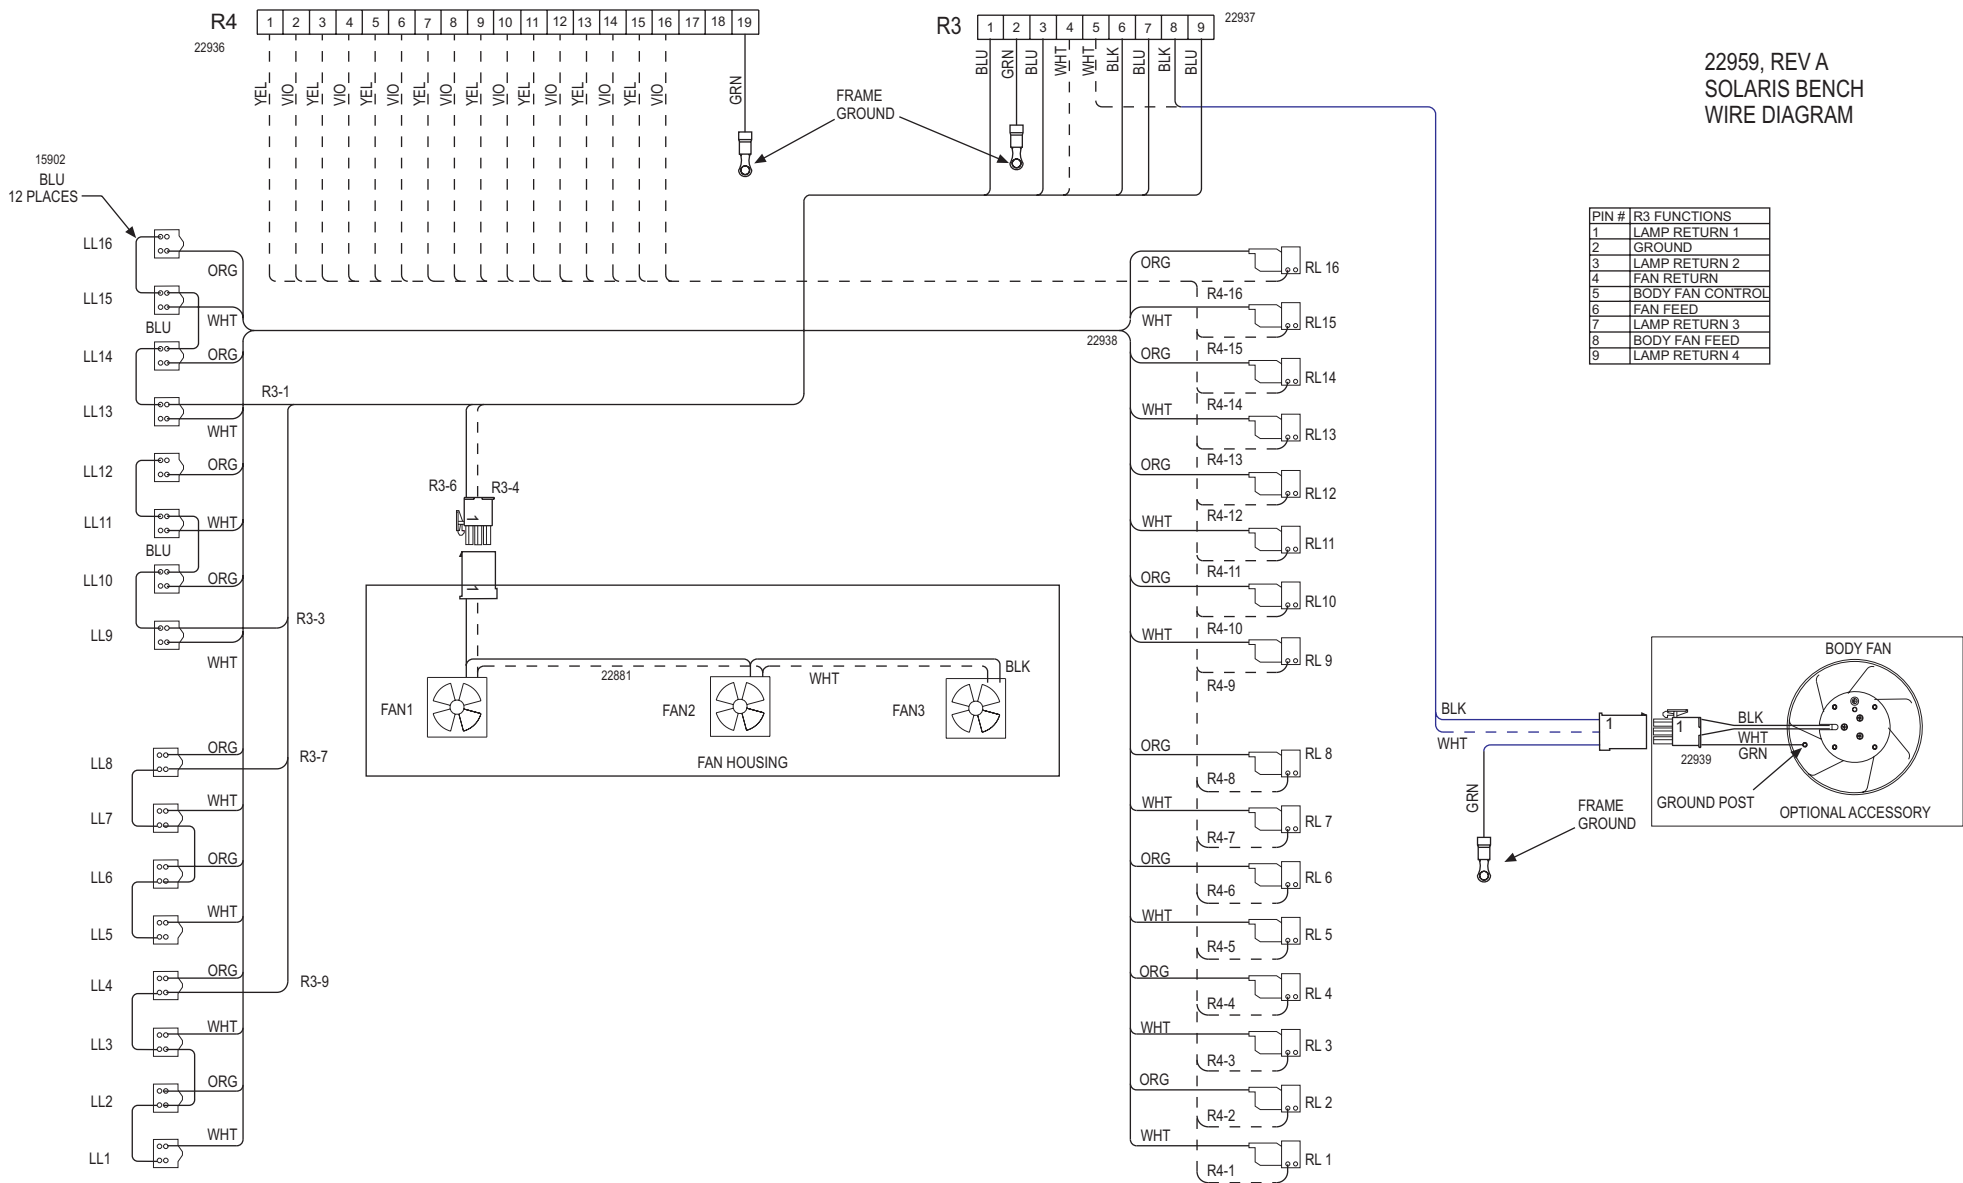 R4 1 2 3 4 5 6 7 8 9 10 11 12 13 14 15 16 17 18 19
22936
YEL VIO YEL VIO YEL VIO YEL VIO YEL VIO YEL VIO YEL VIO YEL VIO GRN
R3 1 2 3 4 5 6 7 8 9
22937
BLU GRN BLU WHT WHT BLK BLU BLK BLU
FRAME
GROUND
22959, REV A
SOLARIS BENCH
WIRE DIAGRAM
PIN # R3 FUNCTIONS
1 LAMP RETURN 1
2 GROUND
3 LAMP RETURN 2
4 FAN RETURN
5 BODY FAN CONTROL
6 FAN FEED
7 LAMP RETURN 3
8 BODY FAN FEED
9 LAMP RETURN 4
15902
BLU
12 PLACES
LL16
ORG
LL15
WHT
BLU
LL14
ORG
R3-1
LL13
WHT
LL12
ORG
LL11
WHT
BLU
LL10
ORG
R3-3
LL9
WHT
LL8
ORG
R3-7
LL7
WHT
LL6
ORG
LL5
WHT
LL4
ORG
R3-9
LL3
WHT
LL2
ORG
LL1
WHT
R3-6
R3-4
1
1
FAN1
22881
FAN2
WHT
BLK
FAN3
FAN HOUSING
22938
ORG
RL 16
R4-16
WHT
RL15
R4-15
ORG
RL14
R4-14
WHT
RL13
R4-13
ORG
RL12
R4-12
WHT
RL11
R4-11
ORG
RL10
R4-10
WHT
RL 9
R4-9
ORG
RL 8
R4-8
WHT
RL 7
R4-7
ORG
RL 6
R4-6
WHT
RL 5
R4-5
ORG
RL 4
R4-4
WHT
RL 3
R4-3
ORG
RL 2
R4-2
WHT
RL 1
R4-1
BLK
WHT
GRN
FRAME
GROUND
1
1
22939
BODY FAN
BLK
WHT
GRN
GROUND POST
OPTIONAL ACCESSORY